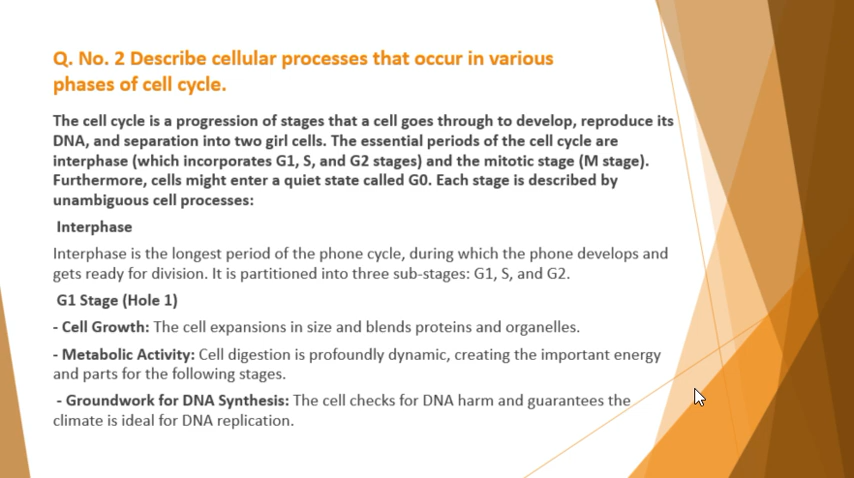 Q. No. 2 Describe cellular processes that occur in various
phases of cell cycle.
The cell cycle is a progression of stages that a cell goes through to develop, reproduce its
DNA, and separation into two girl cells. The essential periods of the cell cycle are
interphase (which incorporates G1, S, and G2 stages) and the mitotic stage (M stage).
Furthermore, cells might enter a quiet state called G0. Each stage is described by
unambiguous cell processes:
Interphase
Interphase is the longest period of the phone cycle, during which the phone develops and
gets ready for division. It is partitioned into three sub-stages: G1, S, and G2.
G1 Stage (Hole 1)
- Cell Growth: The cell expansions in size and blends proteins and organelles.
- Metabolic Activity: Cell digestion is profoundly dynamic, creating the important energy
and parts for the following stages.
- Groundwork for DNA Synthesis: The cell checks for DNA harm and guarantees the
climate is ideal for DNA replication.